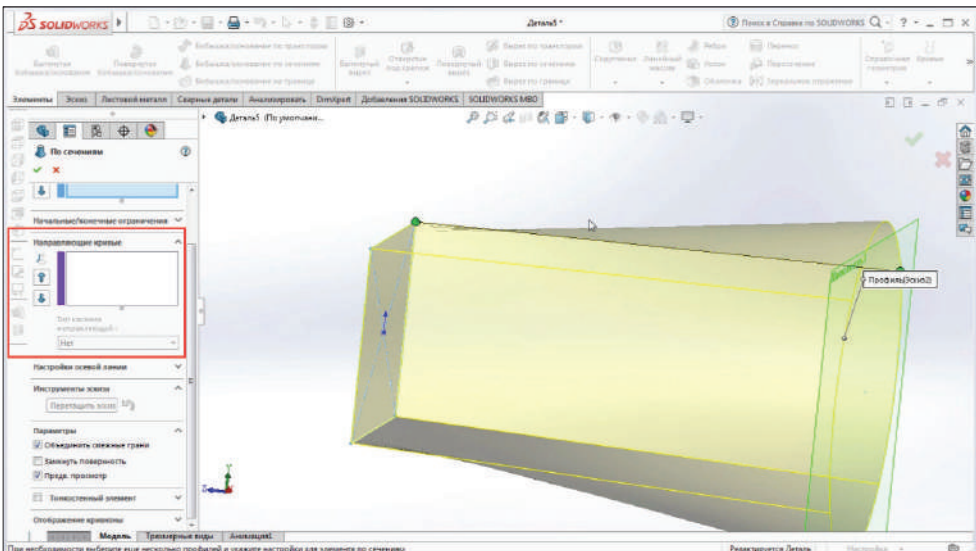 SOLIDWORKS
Деталь5 *
Поиск в Справке по SOLIDWORKS
Вытянутая бобышка/основание
Повернутая бобышка/основание
Бобышка/основание по траектории
Бобышка/основание по сечениям
Бобышка/основание по границе
Вытянутый вырез
Отверстие под крепеж
Повернутый вырез
Вырез по траектории
Вырез по сечениям
Вырез по границе
Скругление
Линейный массив
Ребро
Уклон
Оболочка
Перенос
Пересечение
Зеркальное отражение
Справочная геометрия
Кривые
Элементы Эскиз Листовой металл Сварные детали Анализировать DimXpert Добавления SOLIDWORKS SOLIDWORKS MBD
Деталь5 (По умолчани...
По сечениям
Начальные/конечные ограничения
Направляющие кривые
Тип касания направляющей :
Нет
Настройки осевой линии
Инструменты эскиза
Перетащить эскиз
Параметры
Объединить смежные грани
Замкнуть поверхность
Предв. просмотр
Тонкостенный элемент
Отображение кривизны
Профиль(Эскиз2)
Модель Трехмерные виды Анимация1
При необходимости выберите еще несколько профилей и укажите настройки для элемента по сечениям
Редактируется Деталь
Настройка